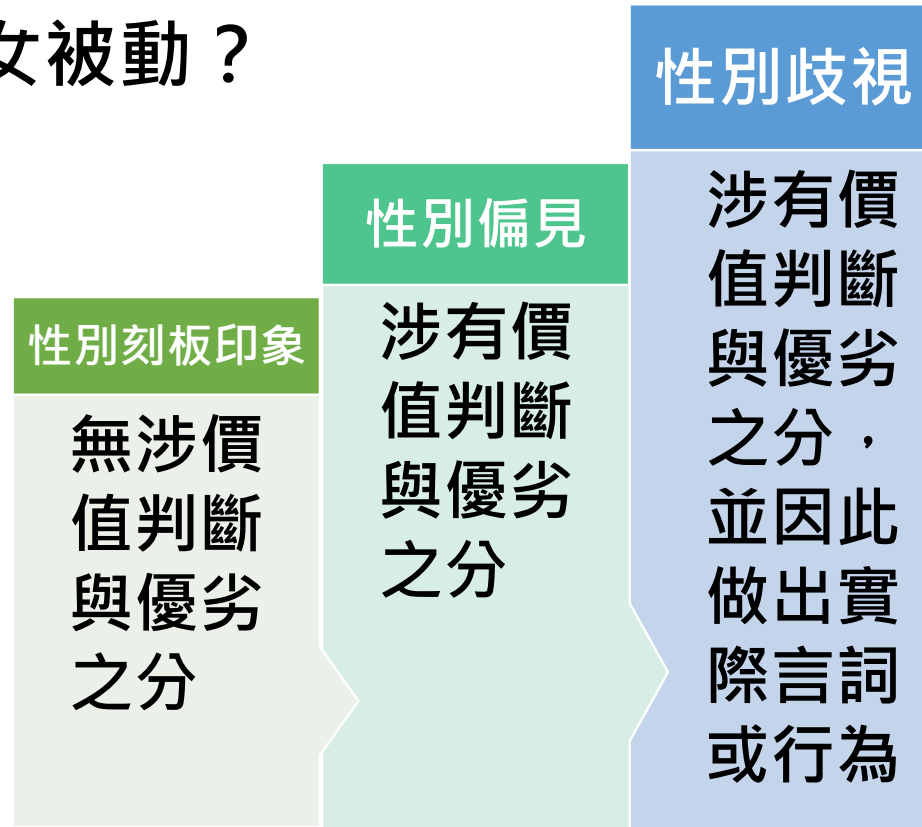 女被動？
性別刻板印象
無涉價
值判斷
與優劣
之分
性別偏見
涉有價
值判斷
與優劣
之分
性別歧視
涉有價
值判斷
與優劣
之分，
並因此
做出實
際言詞
或行為